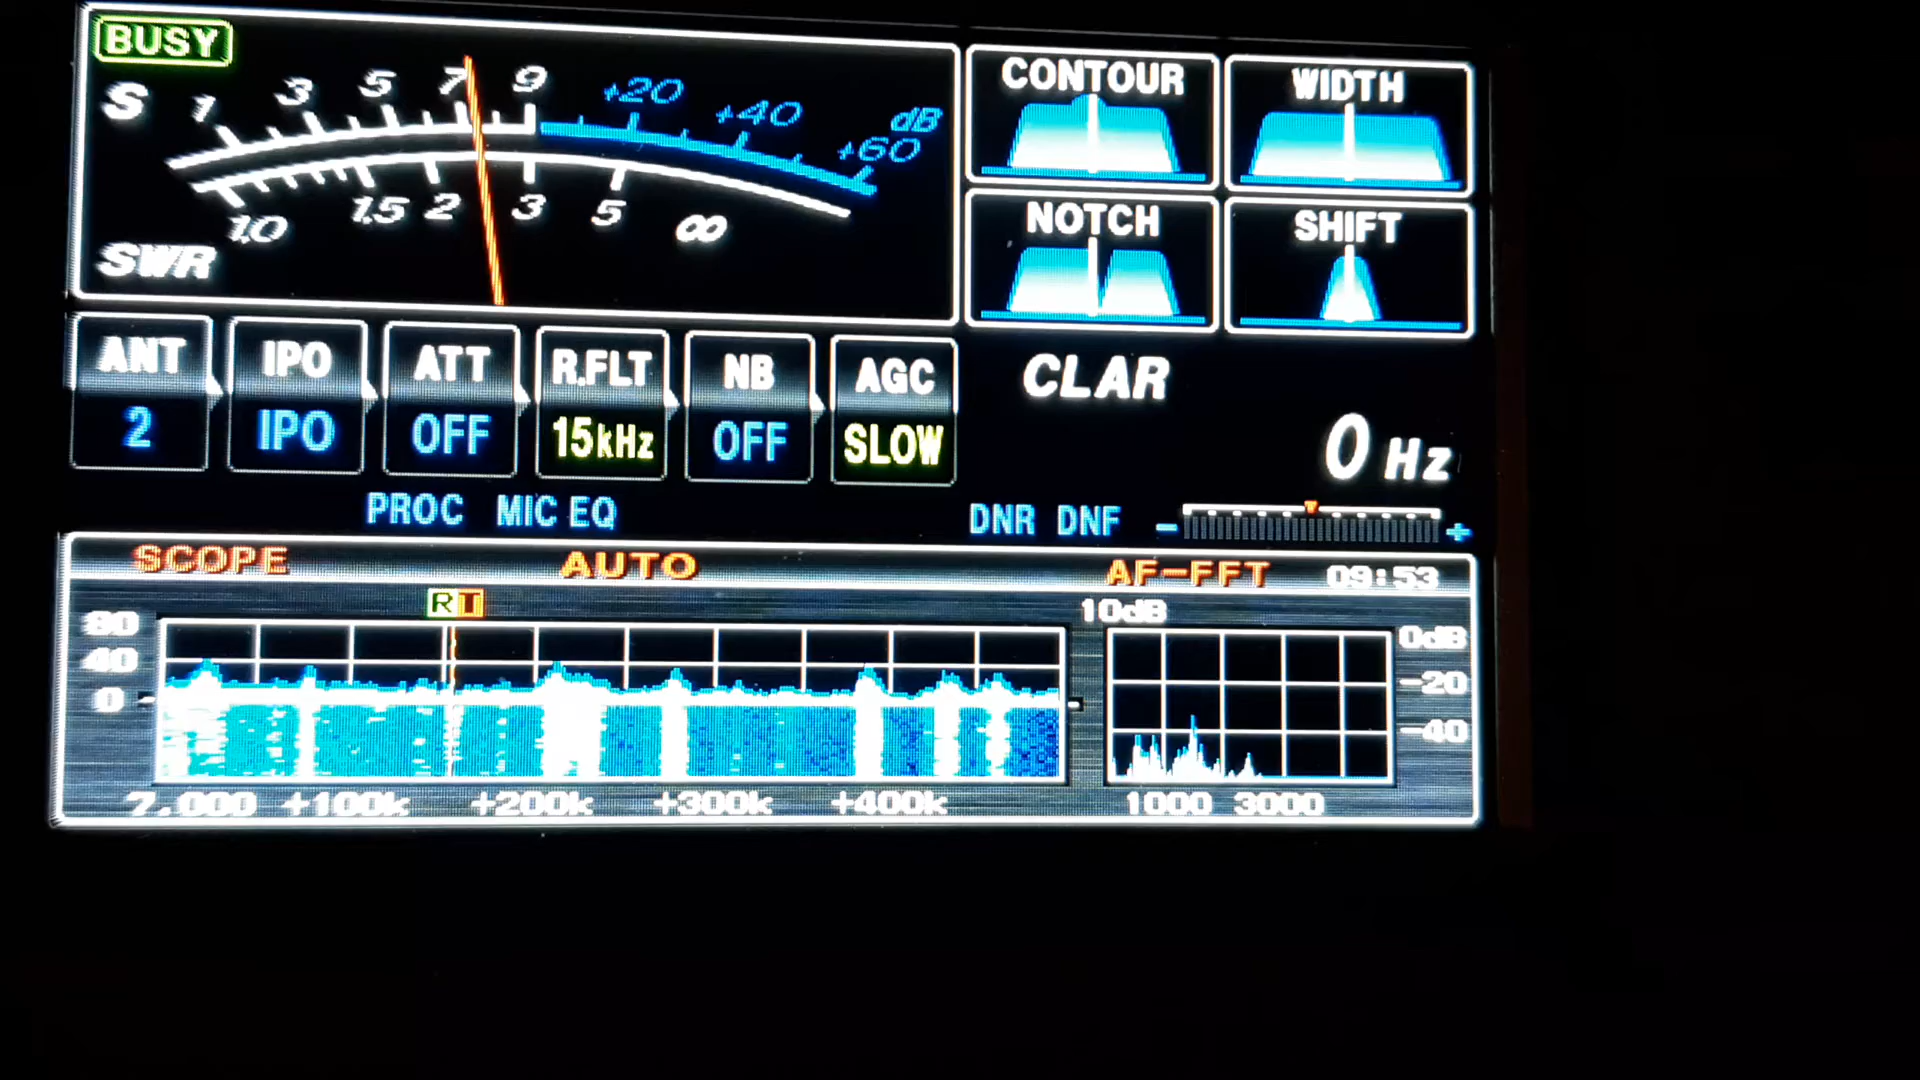 BUSY
S 1 3 5 7 9 +20 +40 +60 dB
1.0 1.5 2 3 5 ∞
SWR
CONTOUR WIDTH
NOTCH SHIFT
ANT IPO ATT R.FLT NB AGC
2 IPO OFF 15kHz OFF SLOW
CLAR
0 Hz
PROC MIC EQ DNR DNF - +
SCOPE AUTO AF-FFT 09:53
RT 10dB
80 0dB
40 -20
0 -40
7.000 +100k +200k +300k +400k 1000 3000